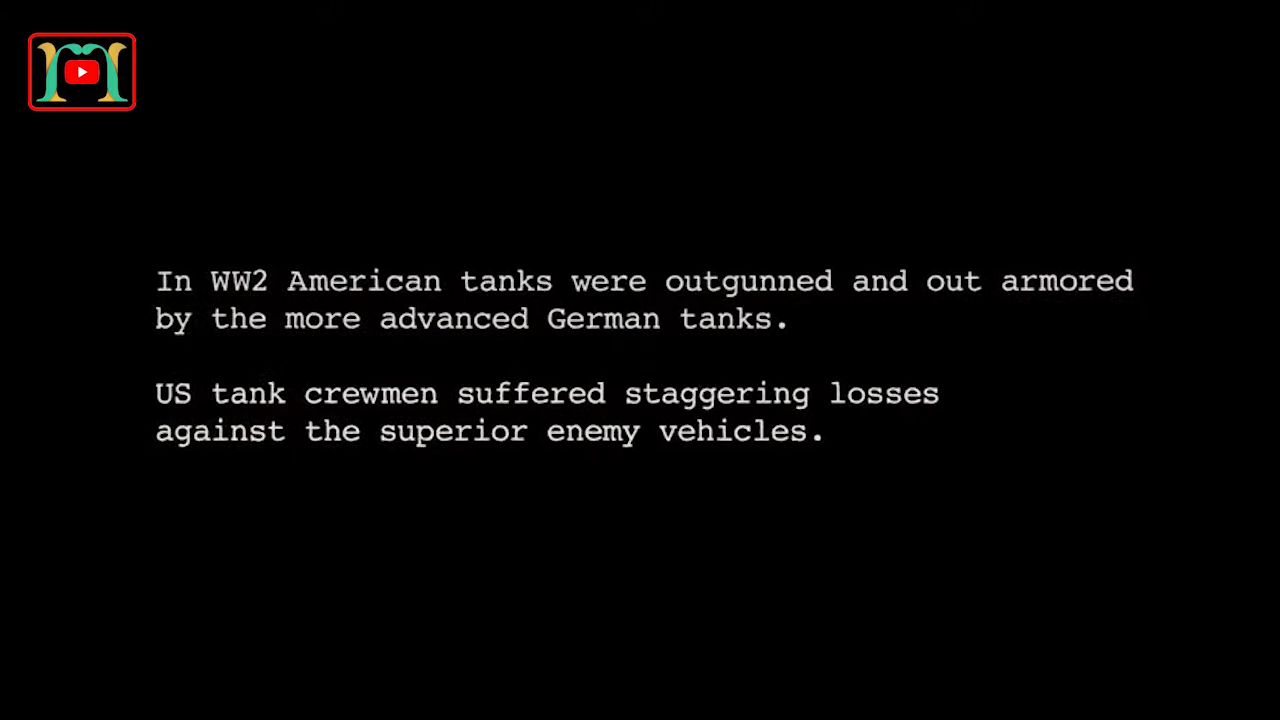 In WW2 American tanks were outgunned and out armored
by the more advanced German tanks.
US tank crewmen suffered staggering losses
against the superior enemy vehicles.